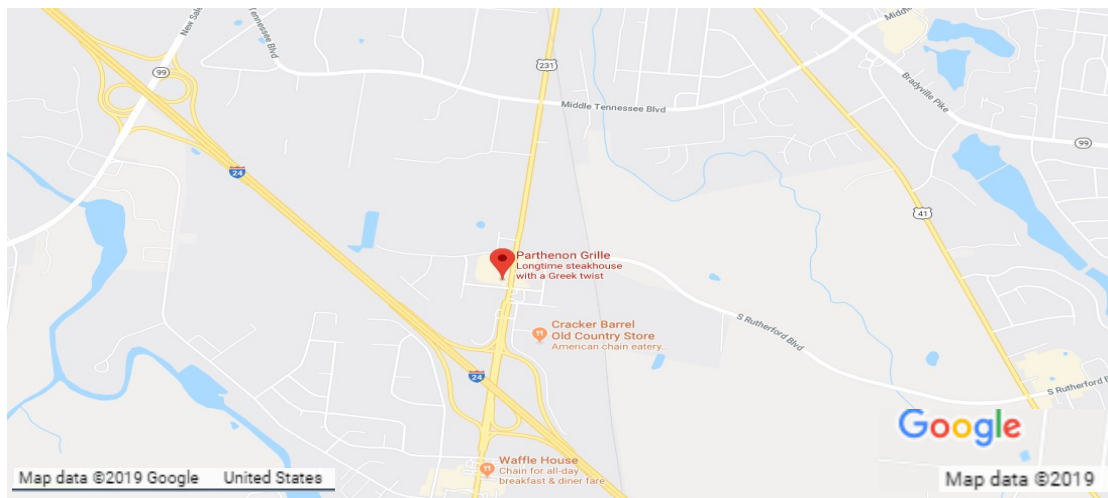 New Sale
Tennessee Blvd
99
231
Middle
Middle Tennessee Blvd
Bradyville Pike
99
24
41
Parthenon Grille
Longtime steakhouse
with a Greek twist
Cracker Barrel
Old Country Store
American chain eatery...
S Rutherford Blvd
24
S Rutherford B
Google
Waffle House
Chain for all-day
breakfast & diner fare
Map data ©2019 Google United States
Map data ©2019